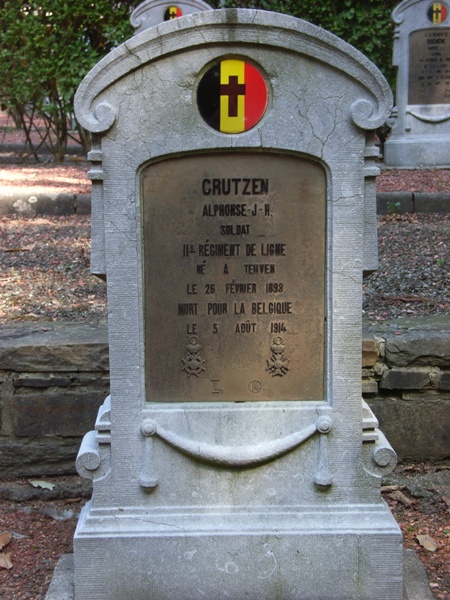 CRUTZEN
ALPHONSE-J-H.
SOLDAT
11E RÉGIMENT DE LIGNE
NÉ A TEUVEN
LE 26 FÉVRIER 1893
MORT POUR LA BELGIQUE
LE 5 AOÛT 1914